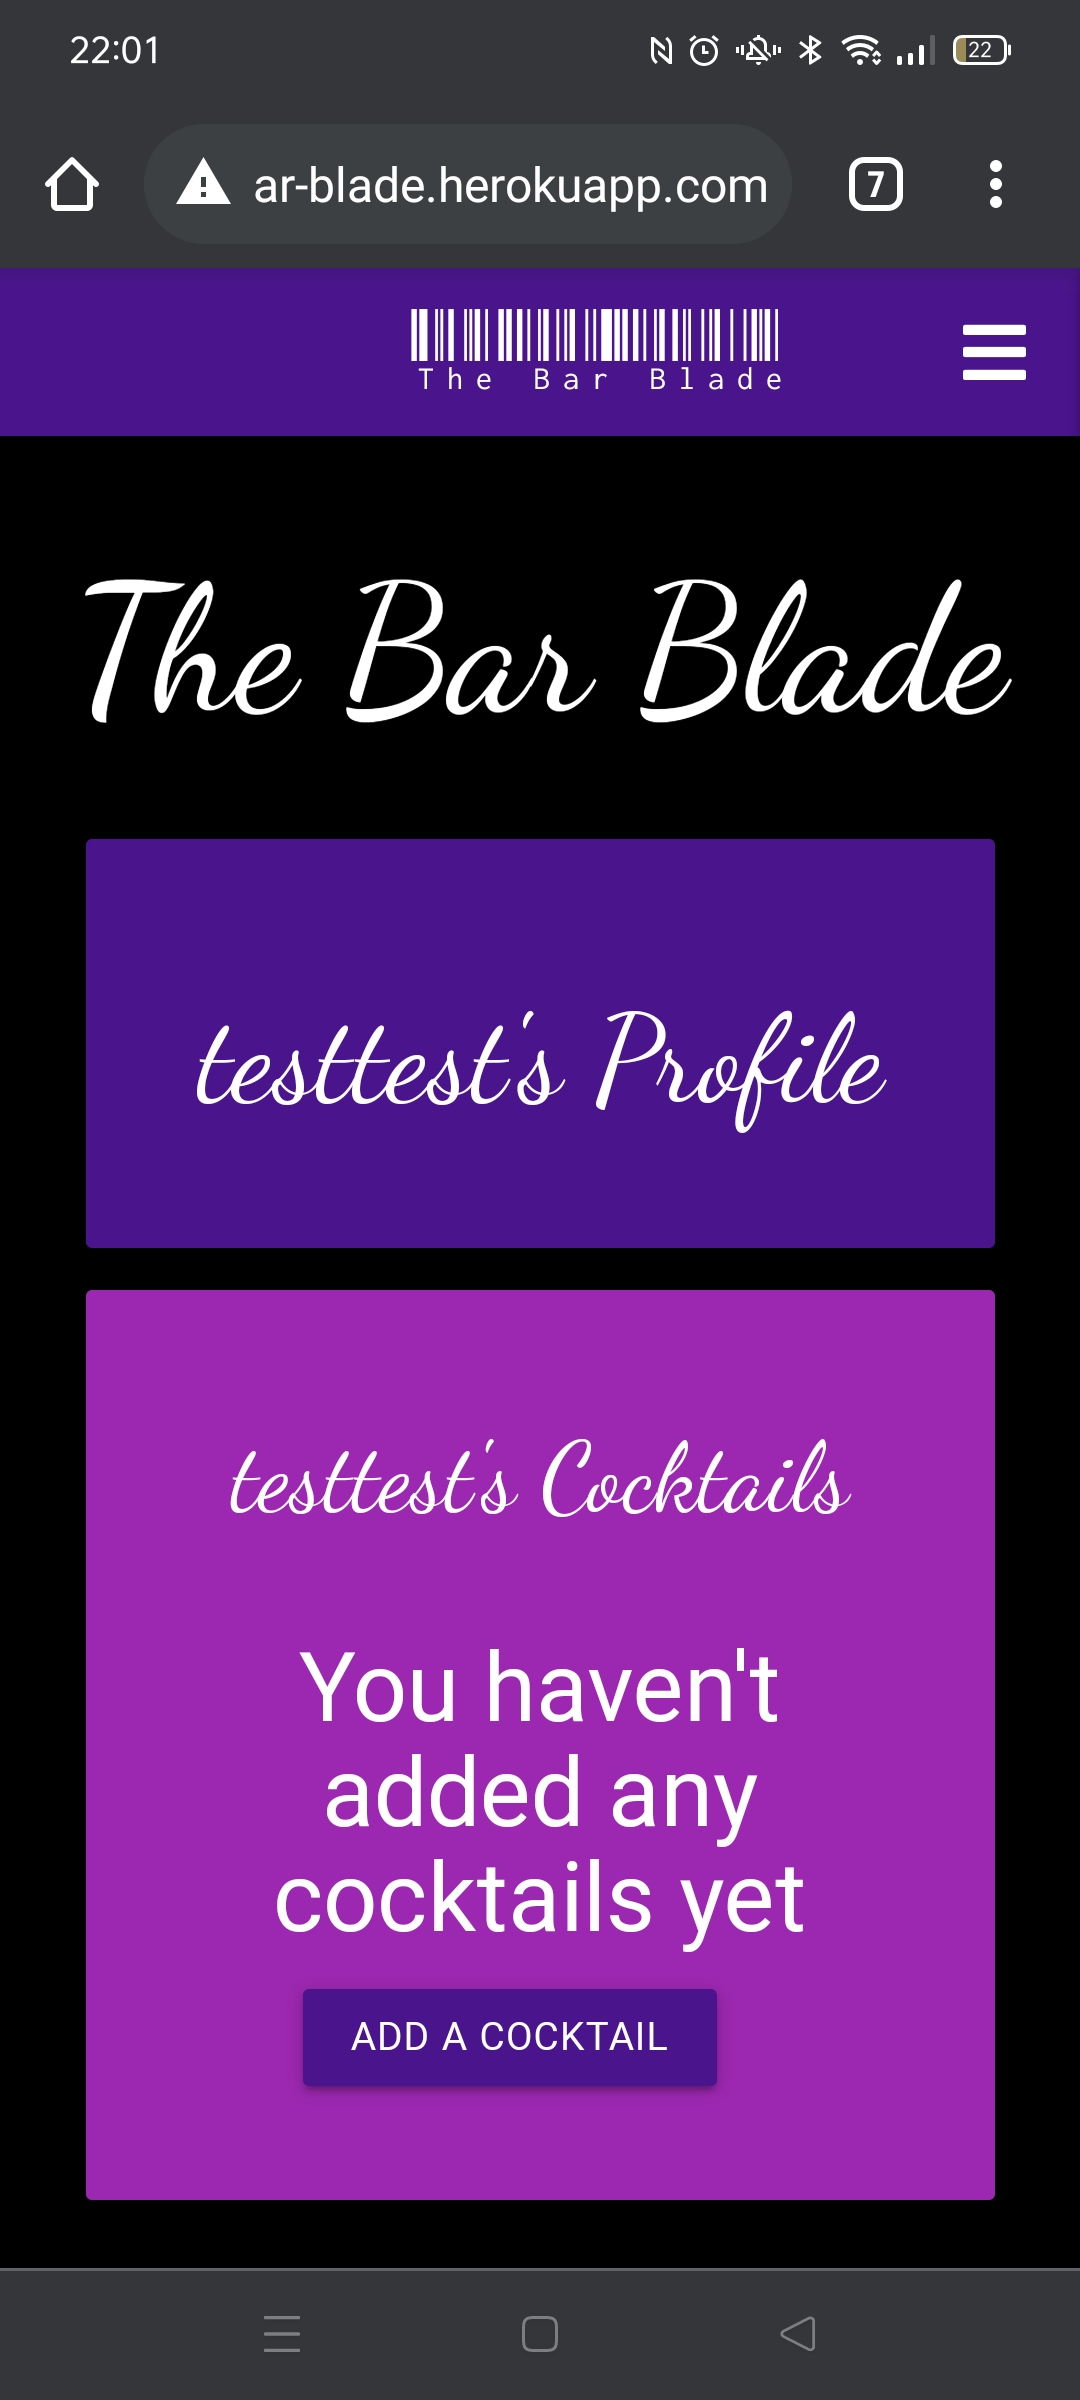 22:01
22
ar-blade.herokuapp.com
7
The Bar Blade
The Bar Blade
testtest's Profile
testtest's Cocktails
You haven't
added any
cocktails yet
ADD A COCKTAIL